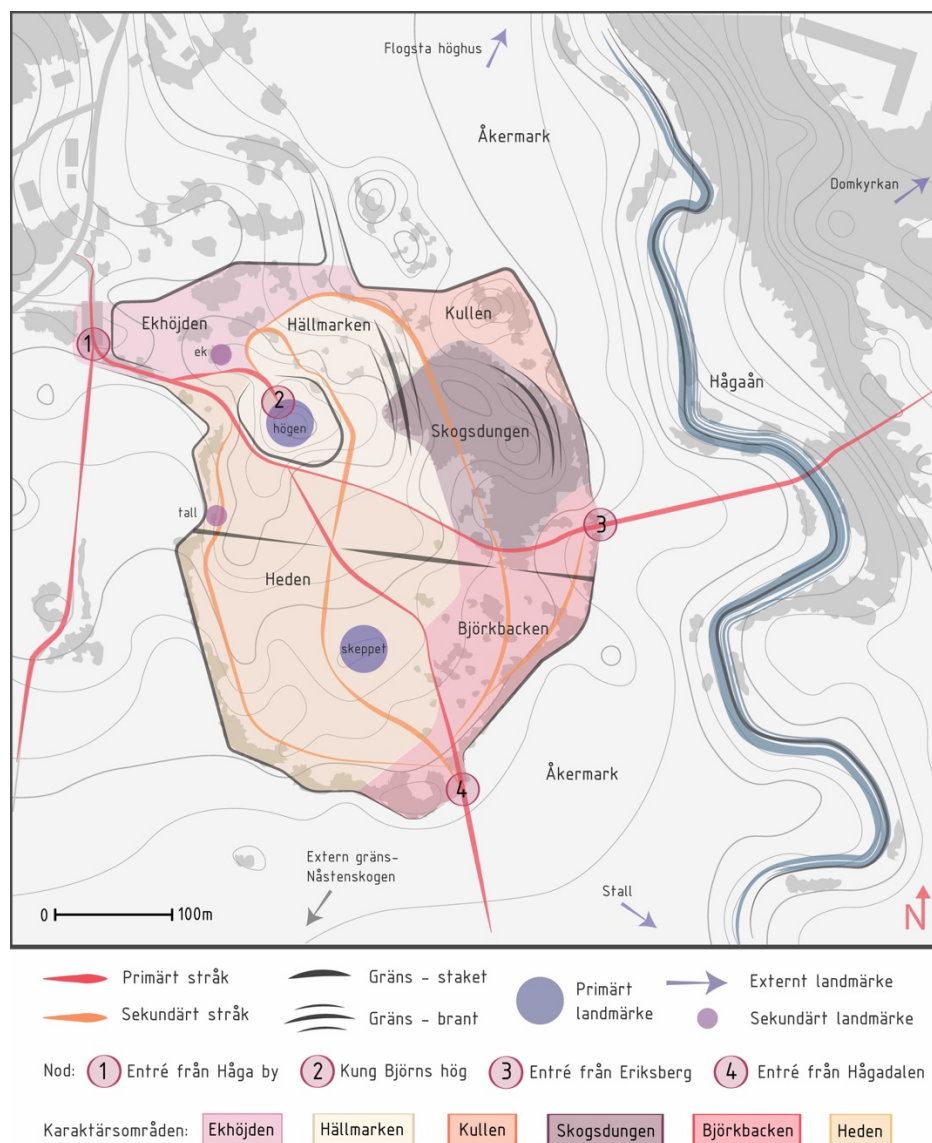 Flogsta höghus
Åkermark
Domkyrkan
Kullen
Ekhöjden
Hällmarken
1
ek
Hågaån
2
högen
Skogsdungen
tall
3
Heden
Björkbacken
skeppet
Åkermark
4
Extern gräns-
Nåstenskogen
Stall
0 100m
N
Primärt stråk
Gräns - staket
Primärt
landmärke
Externt landmärke
Sekundärt stråk
Gräns - brant
Sekundärt landmärke
Nod: 1 Entré från Håga by 2 Kung Björns hög 3 Entré från Eriksberg 4 Entré från Hågadalen
Karaktärsområden: Ekhöjden Hällmarken Kullen Skogsdungen Björkbacken Heden